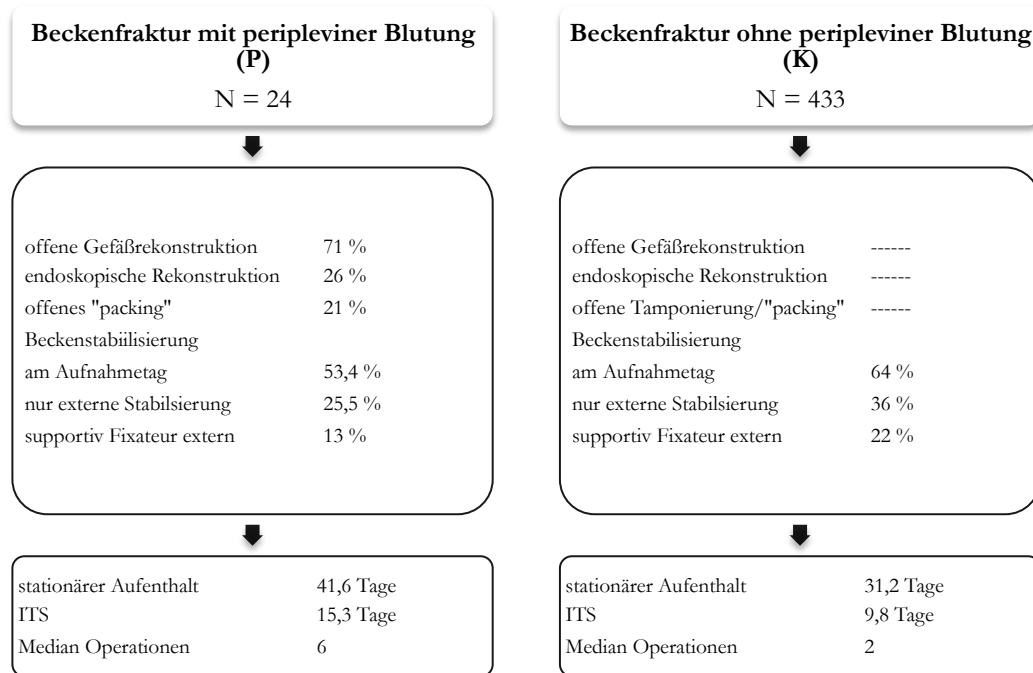 Beckenfraktur mit peripleviner Blutung
(P)
N = 24
offene Gefäßrekonstruktion 71 %
endoskopische Rekonstruktion 26 %
offenes "packing" 21 %
Beckenstabiilisierung
am Aufnahmetag 53,4 %
nur externe Stabilsierung 25,5 %
supportiv Fixateur extern 13 %
stationärer Aufenthalt 41,6 Tage
ITS 15,3 Tage
Median Operationen 6
Beckenfraktur ohne peripleviner Blutung
(K)
N = 433
offene Gefäßrekonstruktion ------
endoskopische Rekonstruktion ------
offene Tamponierung/"packing" ------
Beckenstabilisierung
am Aufnahmetag 64 %
nur externe Stabilsierung 36 %
supportiv Fixateur extern 22 %
stationärer Aufenthalt 31,2 Tage
ITS 9,8 Tage
Median Operationen 2